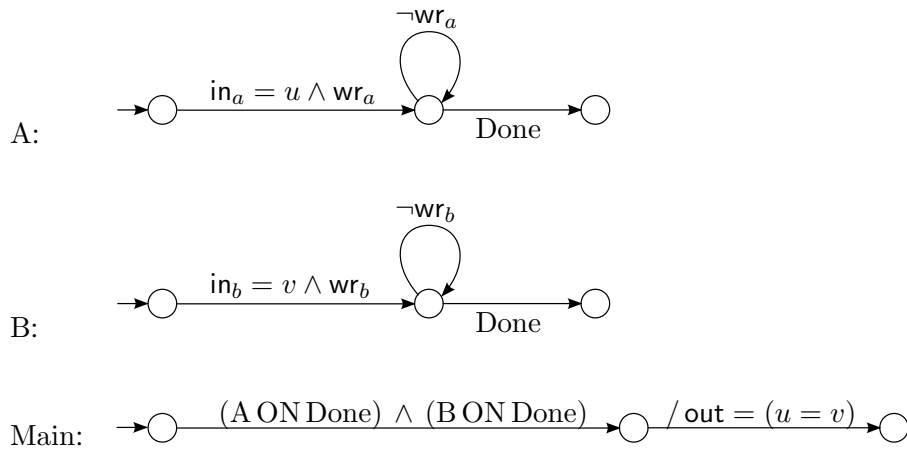 ¬wr_a
in_a = u ∧ wr_a
Done
A:
¬wr_b
in_b = v ∧ wr_b
Done
B:
(A ON Done) ∧ (B ON Done) / out = (u = v)
Main: